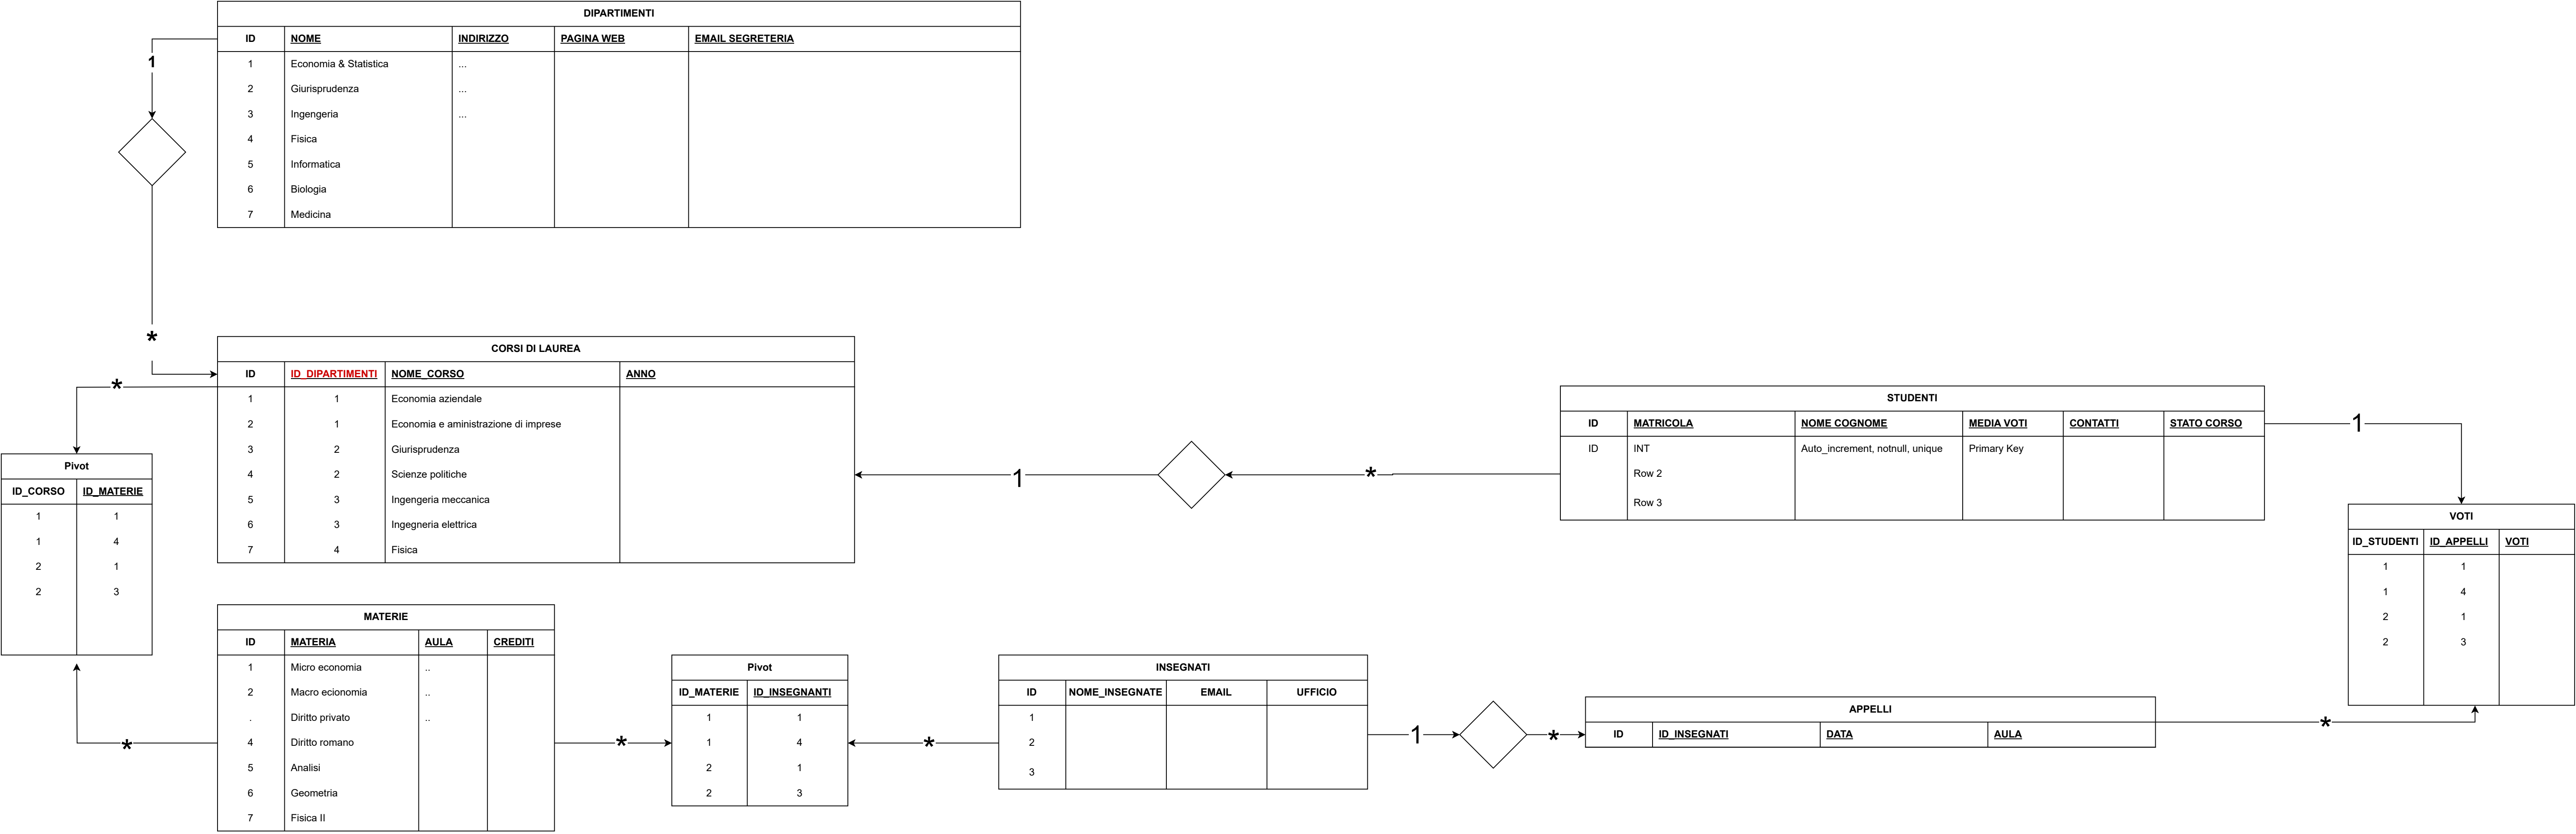 DIPARTIMENTI
ID NOME INDIRIZZO PAGINA WEB EMAIL SEGRETERIA
1 Economia & Statistica ...
2 Giurisprudenza ...
3 Ingengeria ...
4 Fisica
5 Informatica
6 Biologia
7 Medicina
1
*
CORSI DI LAUREA
ID ID_DIPARTIMENTI NOME_CORSO ANNO
1 1 Economia aziendale
2 1 Economia e aministrazione di imprese
3 2 Giurisprudenza
4 2 Scienze politiche
5 3 Ingengeria meccanica
6 3 Ingegneria elettrica
7 4 Fisica
*
1
*
STUDENTI
ID MATRICOLA NOME COGNOME MEDIA VOTI CONTATTI STATO CORSO
ID INT Auto_increment, notnull, unique Primary Key
Row 2
Row 3
1
Pivot
ID_CORSO ID_MATERIE
1 1
1 4
2 1
2 3
*
VOTI
ID_STUDENTI ID_APPELLI VOTI
1 1
1 4
2 1
2 3
MATERIE
ID MATERIA AULA CREDITI
1 Micro economia ..
2 Macro ecionomia ..
. Diritto privato ..
4 Diritto romano
5 Analisi
6 Geometria
7 Fisica II
*
Pivot
ID_MATERIE ID_INSEGNANTI
1 1
1 4
2 1
2 3
*
INSEGNATI
ID NOME_INSEGNATE EMAIL UFFICIO
1
2
3
1
*
APPELLI
ID ID_INSEGNATI DATA AULA
*